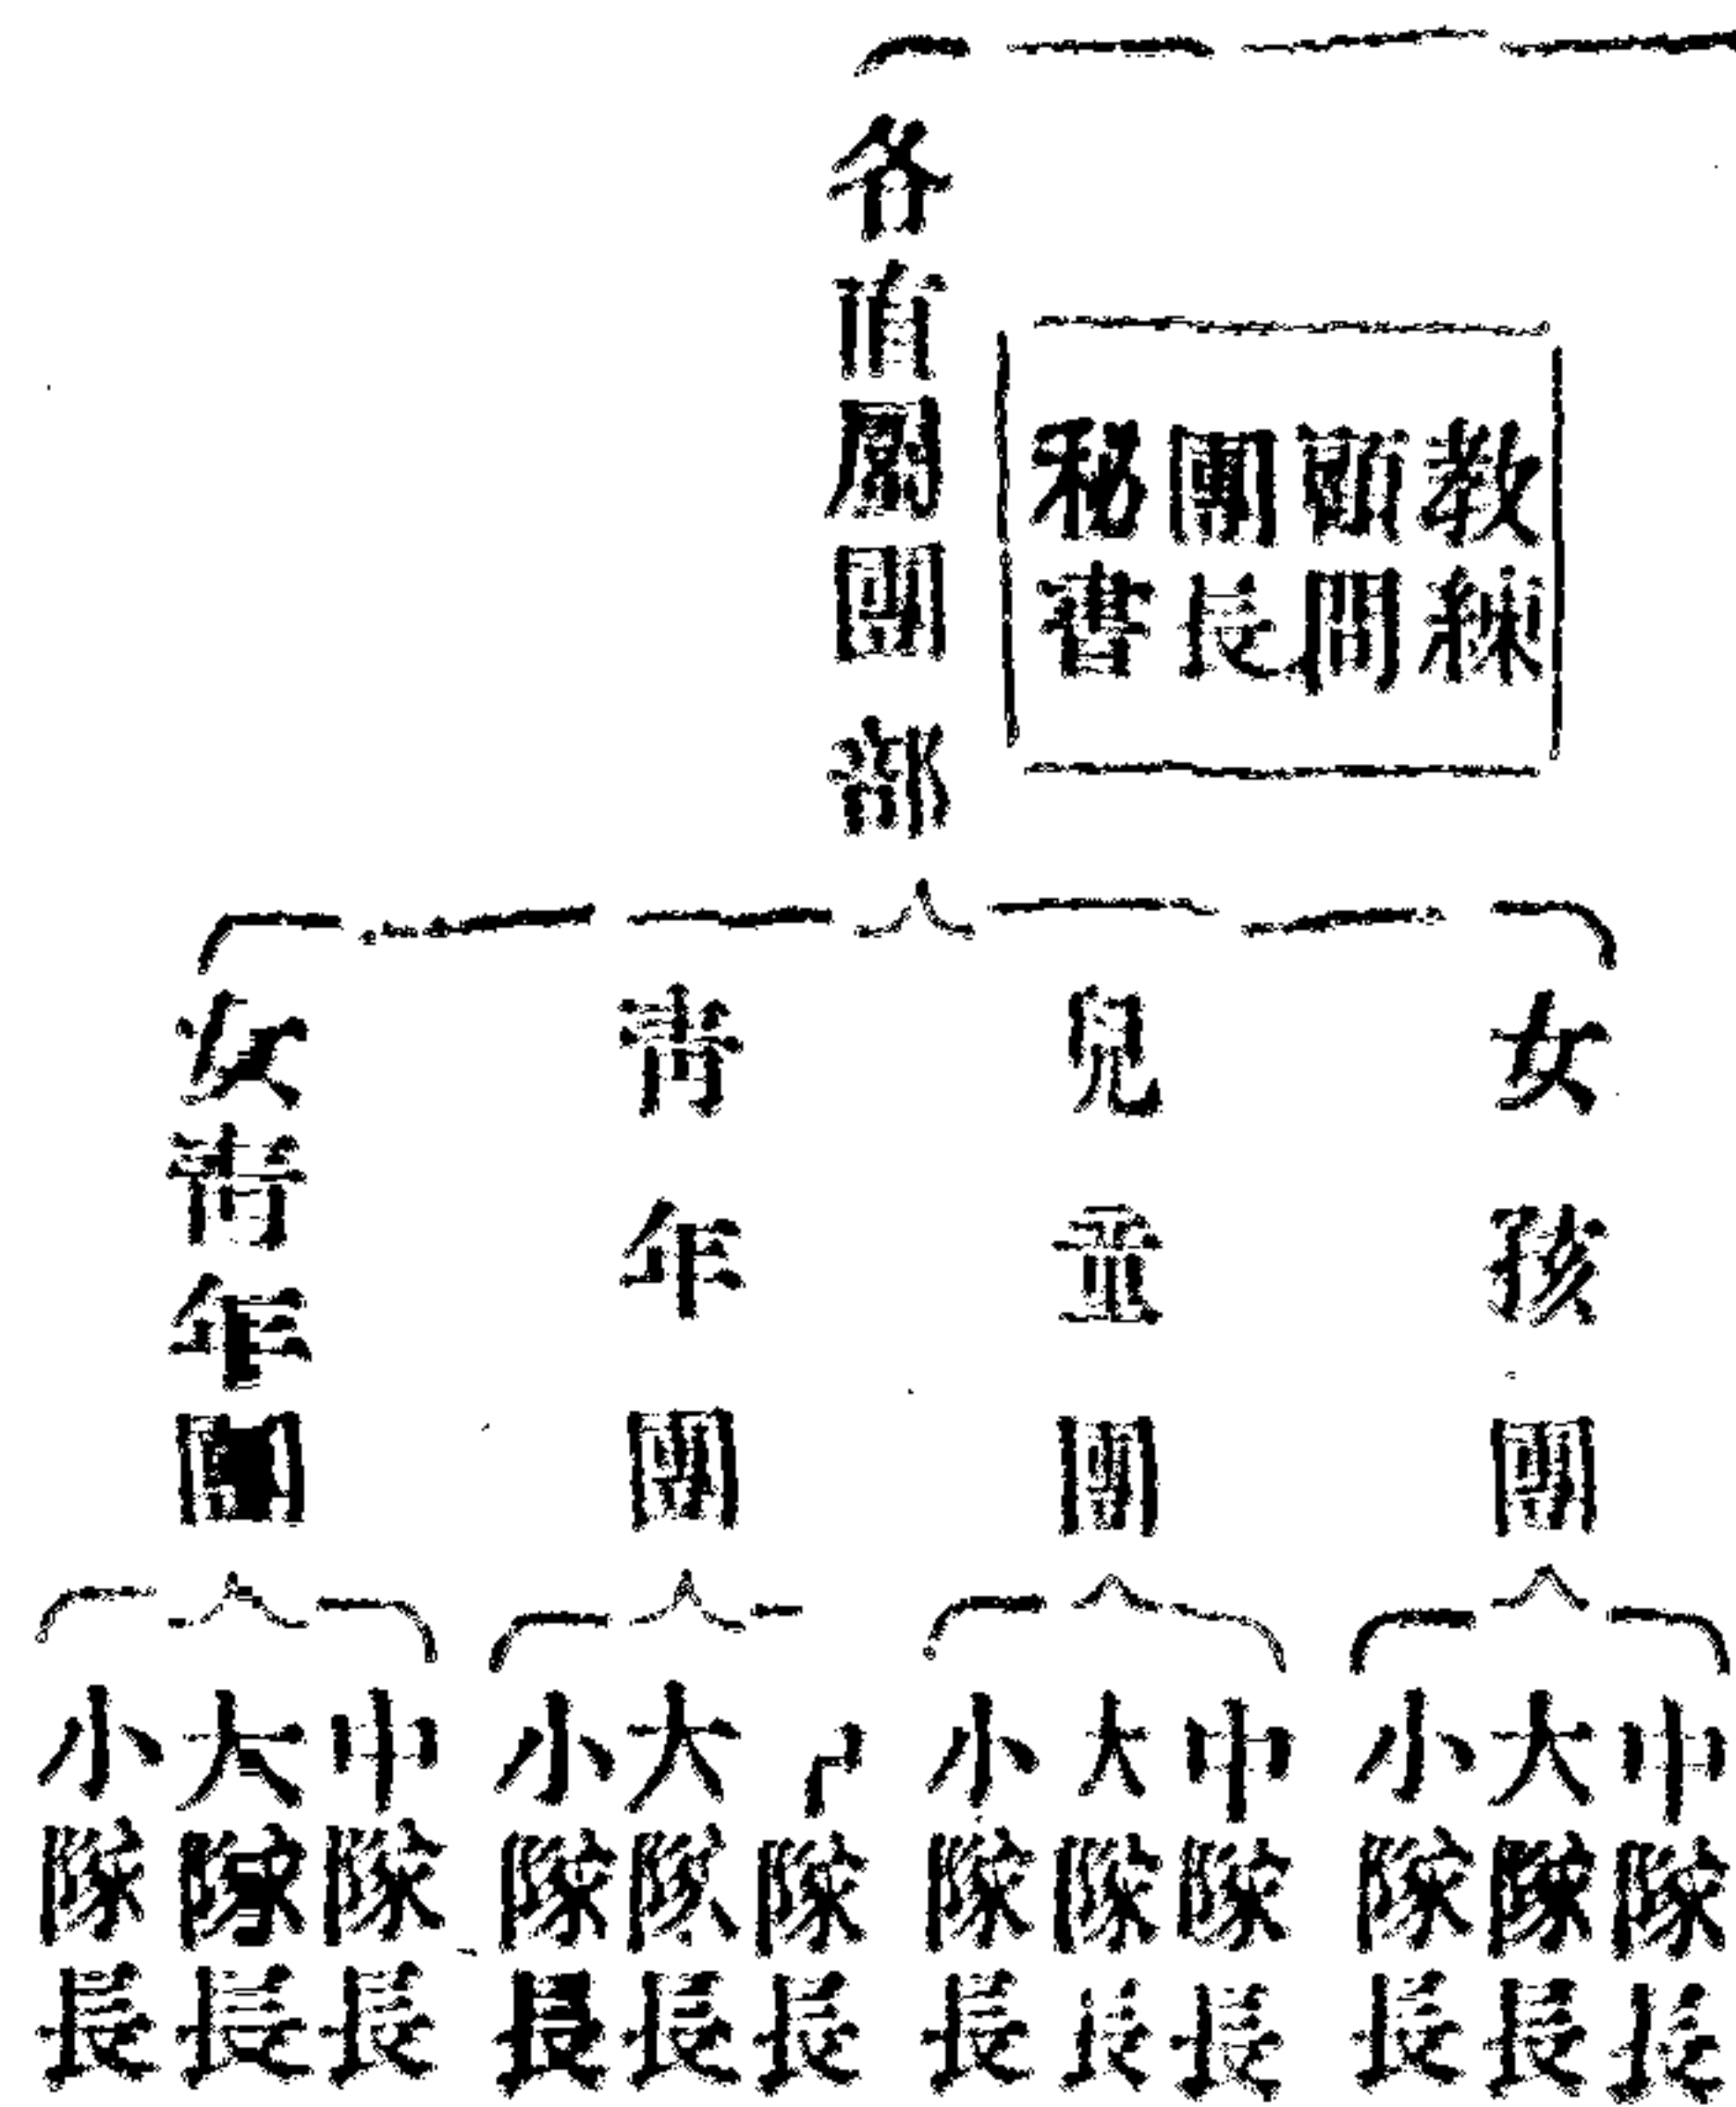 教練
顧問
團長
秘書
各直屬團部
女孩團
兒童團
青年團
女青年團
中隊長
大隊長
小隊長
中隊長
大隊長
小隊長
隊長
大隊長
小隊長
中隊長
大隊長
小隊長